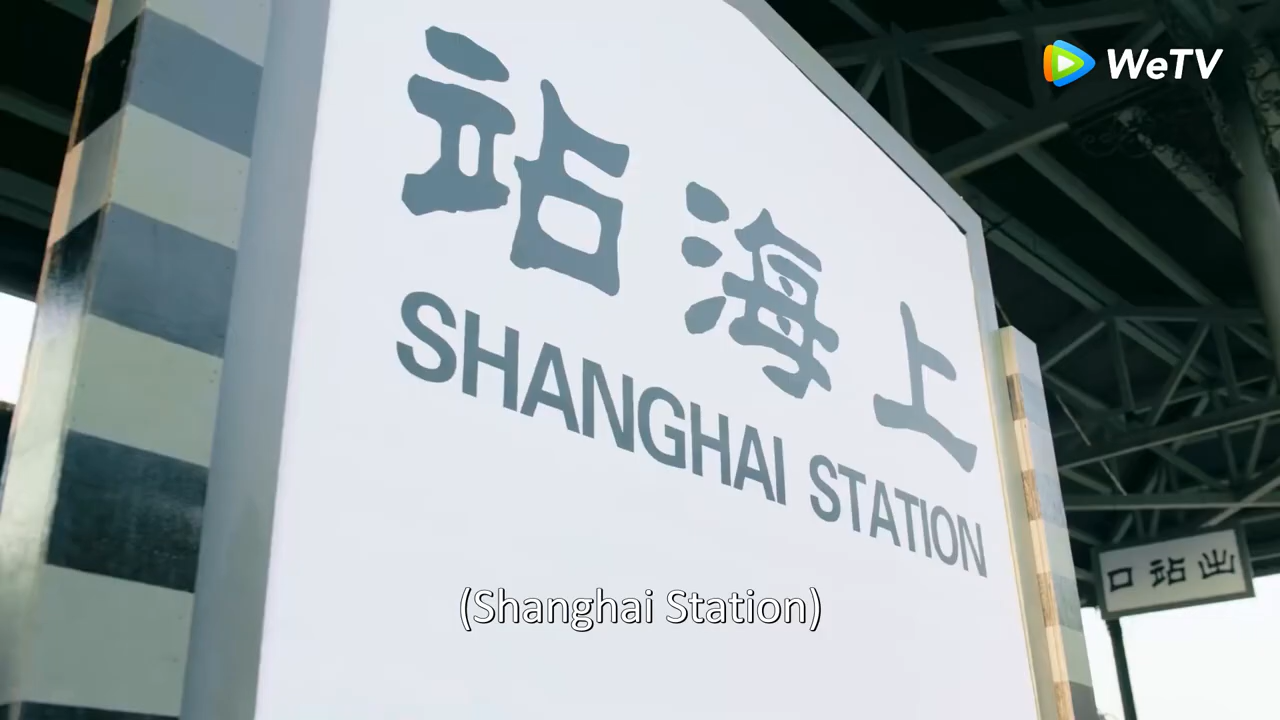 WeTV
站海上
SHANGHAI STATION
口站出
(Shanghai Station)